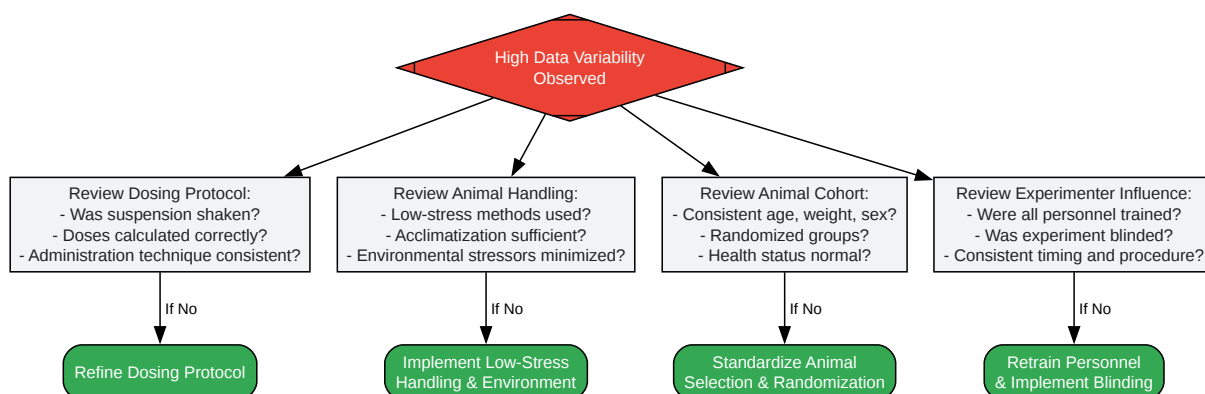 High Data Variability
Observed
Review Dosing Protocol:
- Was suspension shaken?
- Doses calculated correctly?
- Administration technique consistent?
Review Animal Handling:
- Low-stress methods used?
- Acclimatization sufficient?
- Environmental stressors minimized?
Review Animal Cohort:
- Consistent age, weight, sex?
- Randomized groups?
- Health status normal?
Review Experimenter Influence:
- Were all personnel trained?
- Was experiment blinded?
- Consistent timing and procedure?
If No
If No
If No
If No
Refine Dosing Protocol
Implement Low-Stress
Handling & Environment
Standardize Animal
Selection & Randomization
Retrain Personnel
& Implement Blinding